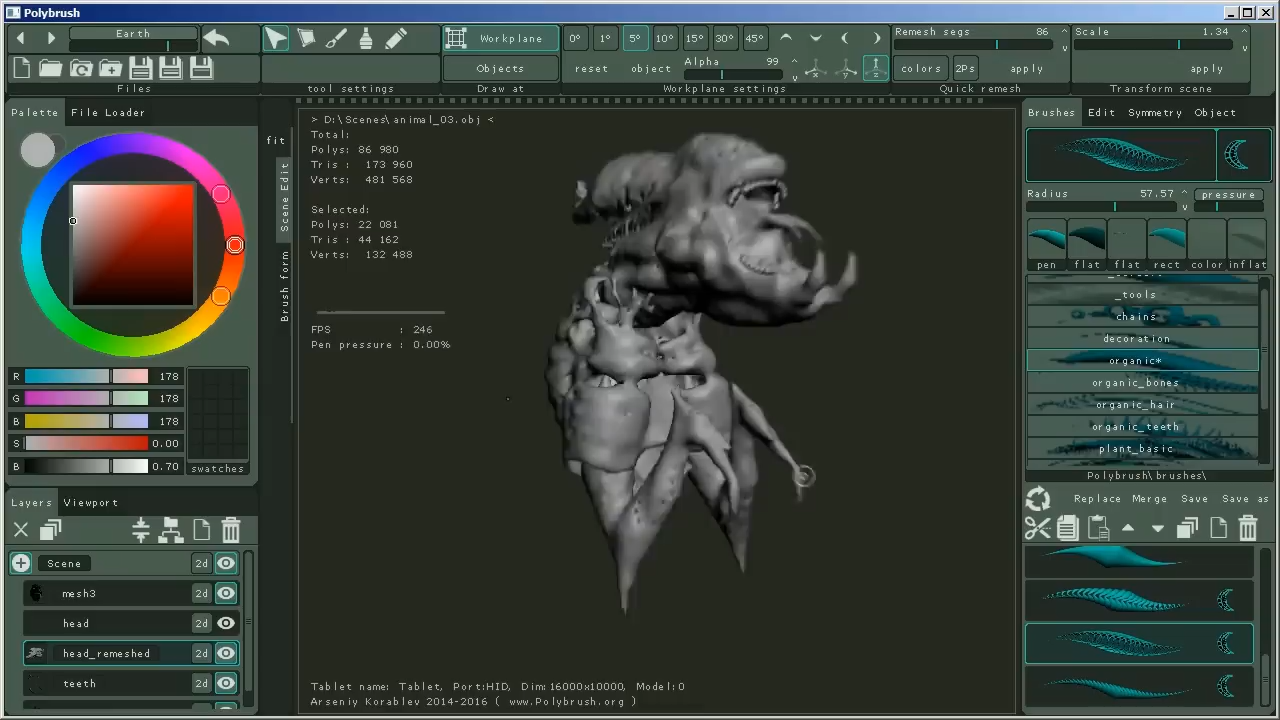 Polybrush
Earth
Workplane
0° 1° 5° 10° 15° 30° 45°
Remesh segs 86
Scale 1.34
Objects
reset object
Alpha 99
colors 2Ps apply
apply
Files
tool settings
Draw at
Workplane settings
Quick remesh
Transform scene
Palette File Loader
fit
Scene Edit
Brush form
> D:\Scenes\animal_03.obj <
Total:
Polys: 86 980
Tris : 173 960
Verts: 481 568
Selected:
Polys: 22 081
Tris : 44 162
Verts: 132 488
FPS : 246
Pen pressure : 0.00%
R 178
G 178
B 178
S 0.00
B 0.70
swatches
Layers Viewport
Scene 2d
mesh3 2d
head 2d
head_remeshed 2d
teeth 2d
Tablet name: Tablet, Port:HID, Dim:16000x10000, Model:0
Arseniy Korablev 2014-2016 ( www.Polybrush.org )
Brushes Edit Symmetry Object
Radius 57.57 pressure
pen flat flat rect color inflat
_tools
chains
decoration
organic*
organic_bones
organic_hair
organic_teeth
plant_basic
Polybrush\brushes\
Replace Merge Save Save as